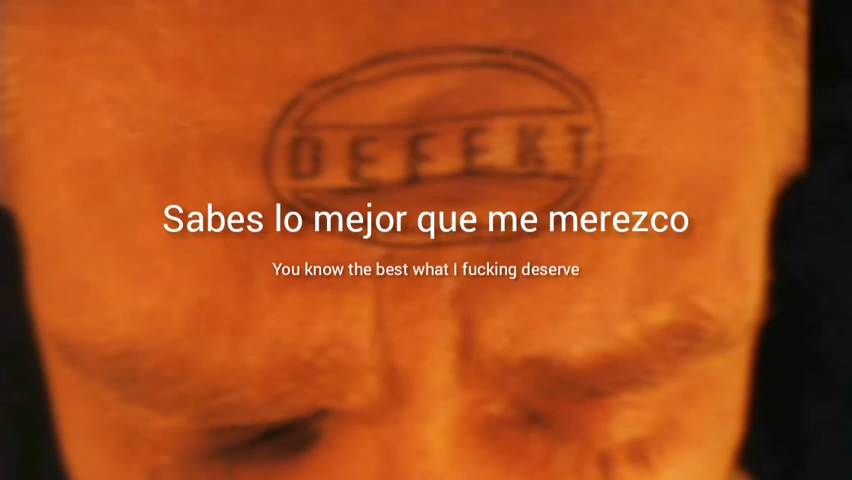 DEFEKT
Sabes lo mejor que me merezco
You know the best what I fucking deserve